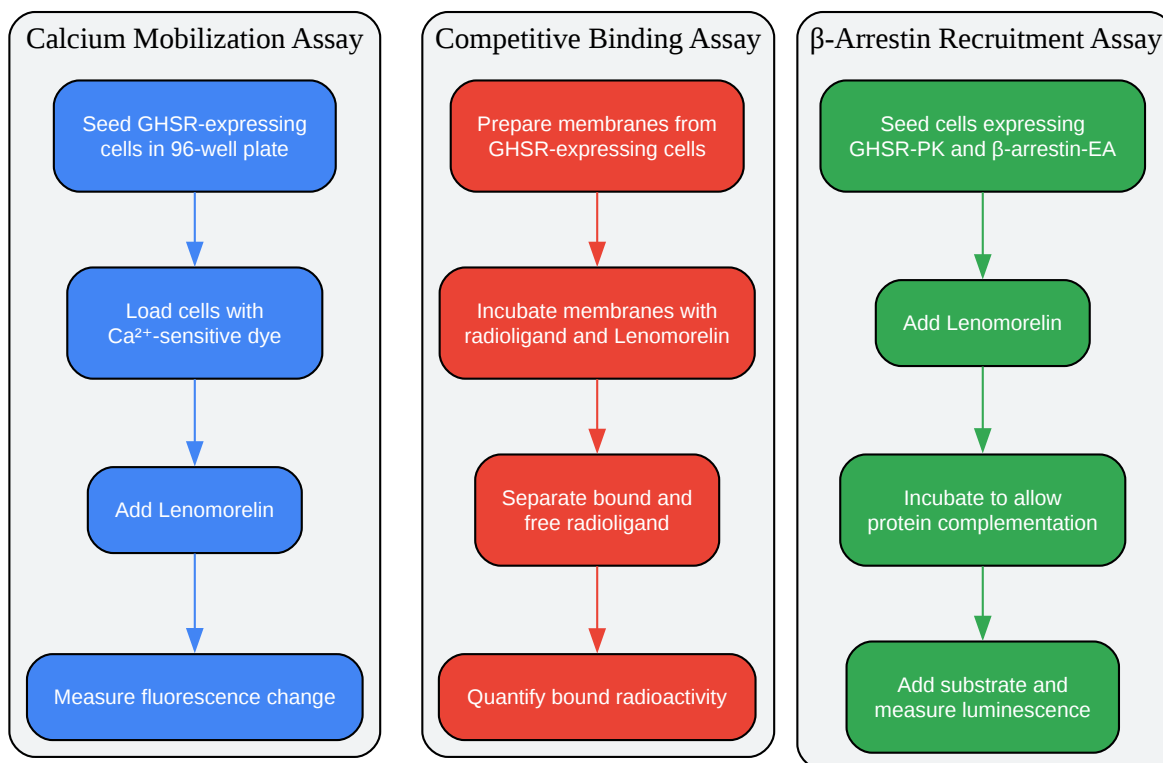 Calcium Mobilization Assay
Seed GHSR-expressing
cells in 96-well plate
Load cells with
Ca²⁺-sensitive dye
Add Lenomorelin
Measure fluorescence change
Competitive Binding Assay
Prepare membranes from
GHSR-expressing cells
Incubate membranes with
radioligand and Lenomorelin
Separate bound and
free radioligand
Quantify bound radioactivity
β-Arrestin Recruitment Assay
Seed cells expressing
GHSR-PK and β-arrestin-EA
Add Lenomorelin
Incubate to allow
protein complementation
Add substrate and
measure luminescence